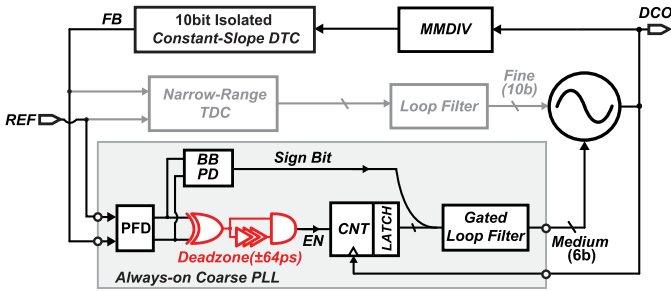 FB
10bit Isolated
Constant-Slope DTC
MMDIV
DCO
Narrow-Range
TDC
Loop Filter
Fine
(10b)
REF
BB
PD
Sign Bit
PFD
Deadzone(±64ps)
EN
CNT
LATCH
Gated
Loop Filter
Medium
(6b)
Always-on Coarse PLL